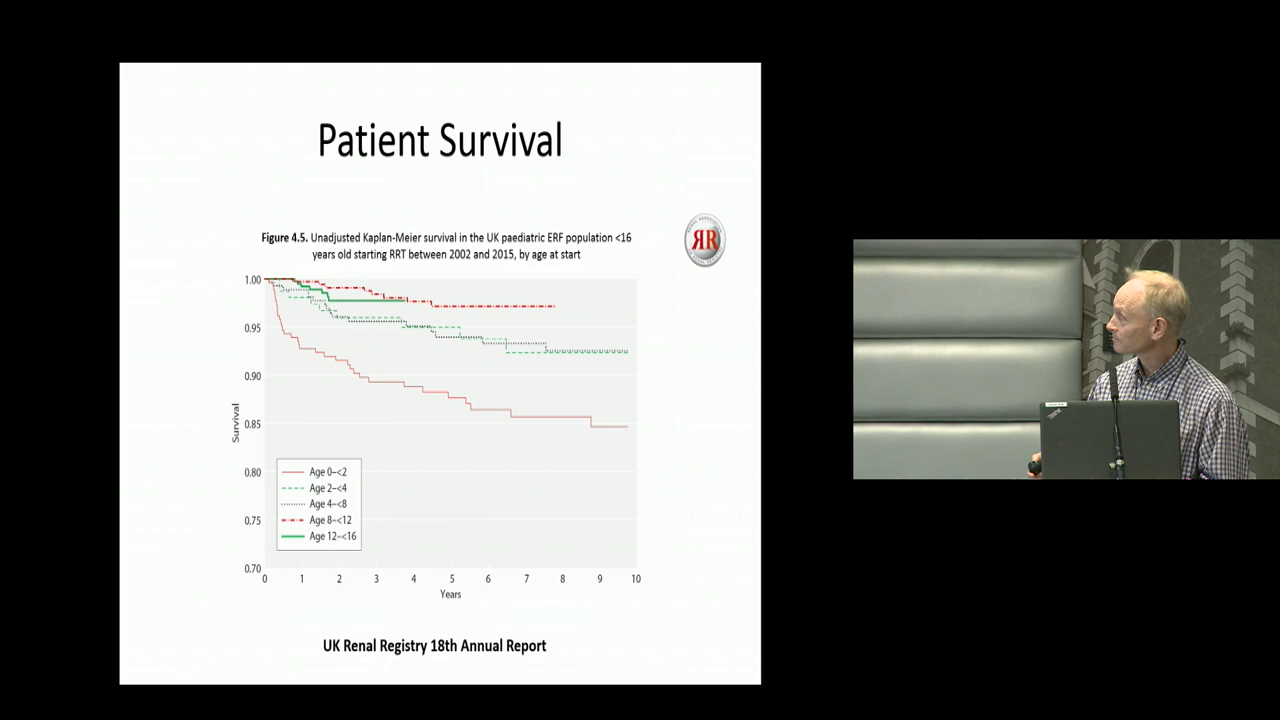 Patient Survival
Figure 4.5. Unadjusted Kaplan-Meier survival in the UK paediatric ERF population <16
years old starting RRT between 2002 and 2015, by age at start
RR
1.00
0.95
0.90
0.85
0.80
0.75
0.70
Survival
Age 0–<2
Age 2–<4
Age 4–<8
Age 8–<12
Age 12–<16
0 1 2 3 4 5 6 7 8 9 10
Years
UK Renal Registry 18th Annual Report